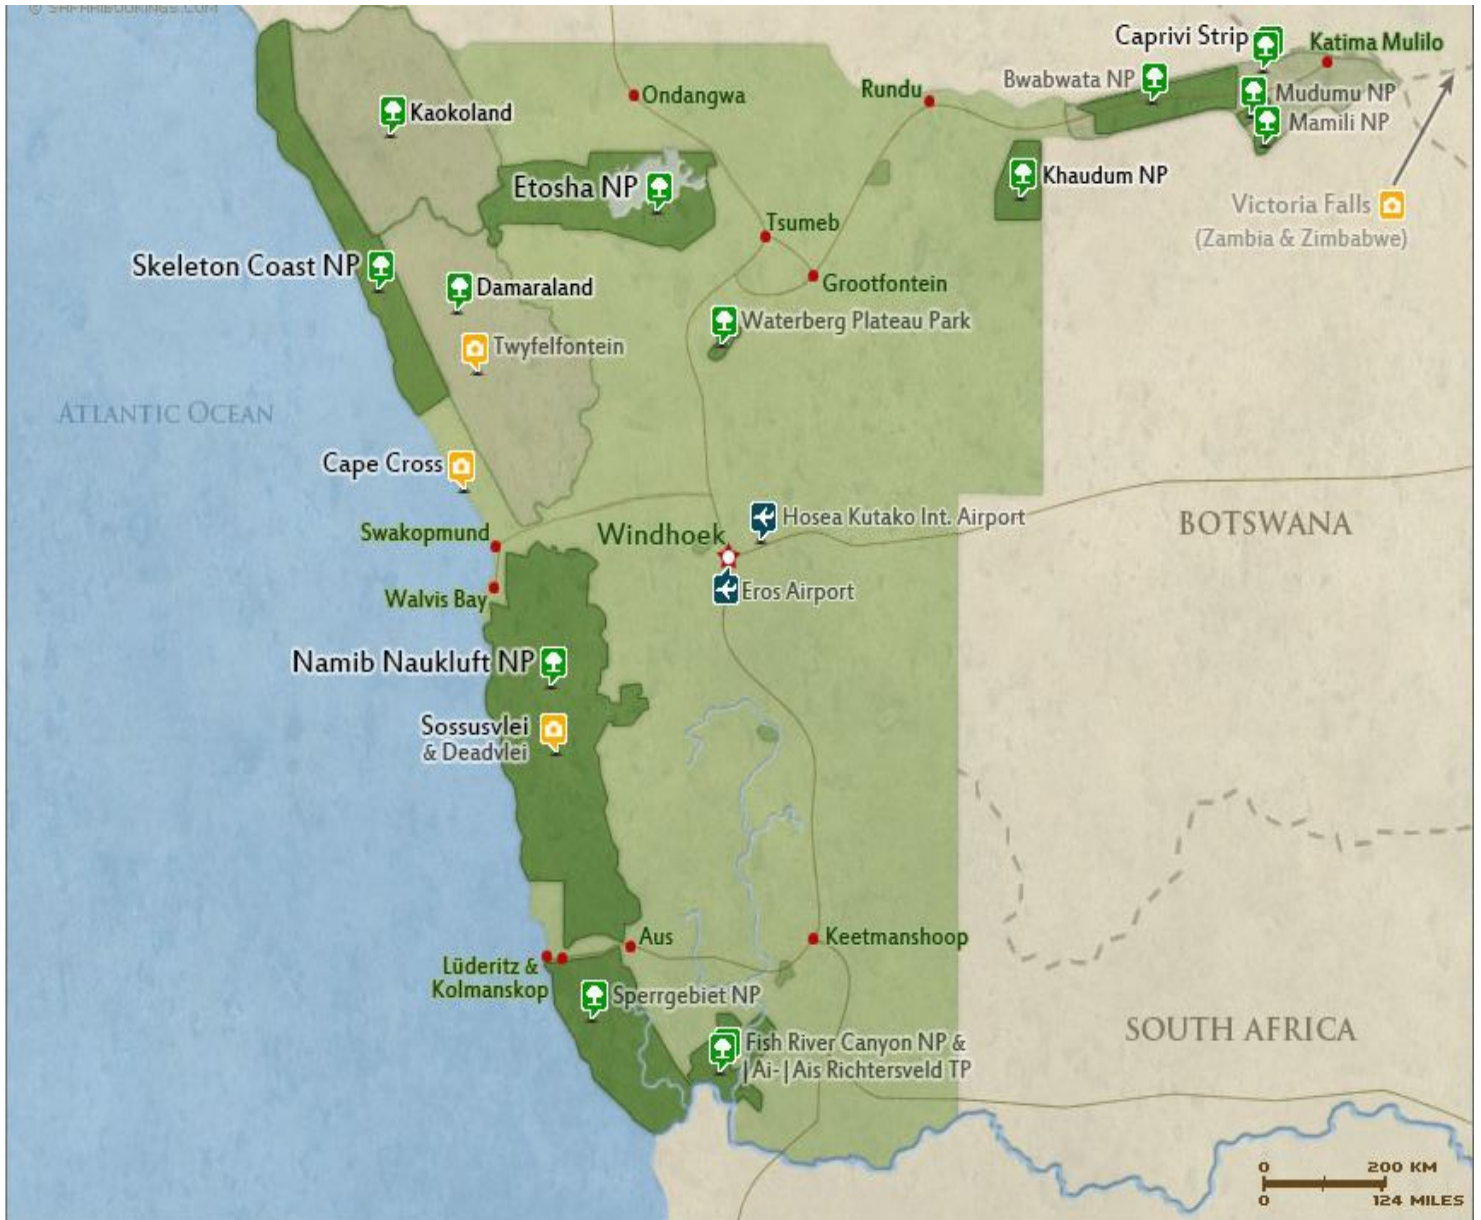 © SAFARIBOOKINGS.COM
Caprivi Strip
Katima Mulilo
Bwabwata NP
Mudumu NP
Mamili NP
Rundu
Ondangwa
Kaokoland
Etosha NP
Khaudum NP
Victoria Falls
(Zambia & Zimbabwe)
Tsumeb
Skeleton Coast NP
Damaraland
Grootfontein
Waterberg Plateau Park
Twyfelfontein
ATLANTIC OCEAN
Cape Cross
Swakopmund
Windhoek
Hosea Kutako Int. Airport
BOTSWANA
Walvis Bay
Eros Airport
Namib Naukluft NP
Sossusvlei
& Deadvlei
Aus
Keetmanshoop
Lüderitz &
Kolmanskop
Sperrgebiet NP
Fish River Canyon NP &
|Ai-|Ais Richtersveld TP
SOUTH AFRICA
0 200 KM
0 124 MILES